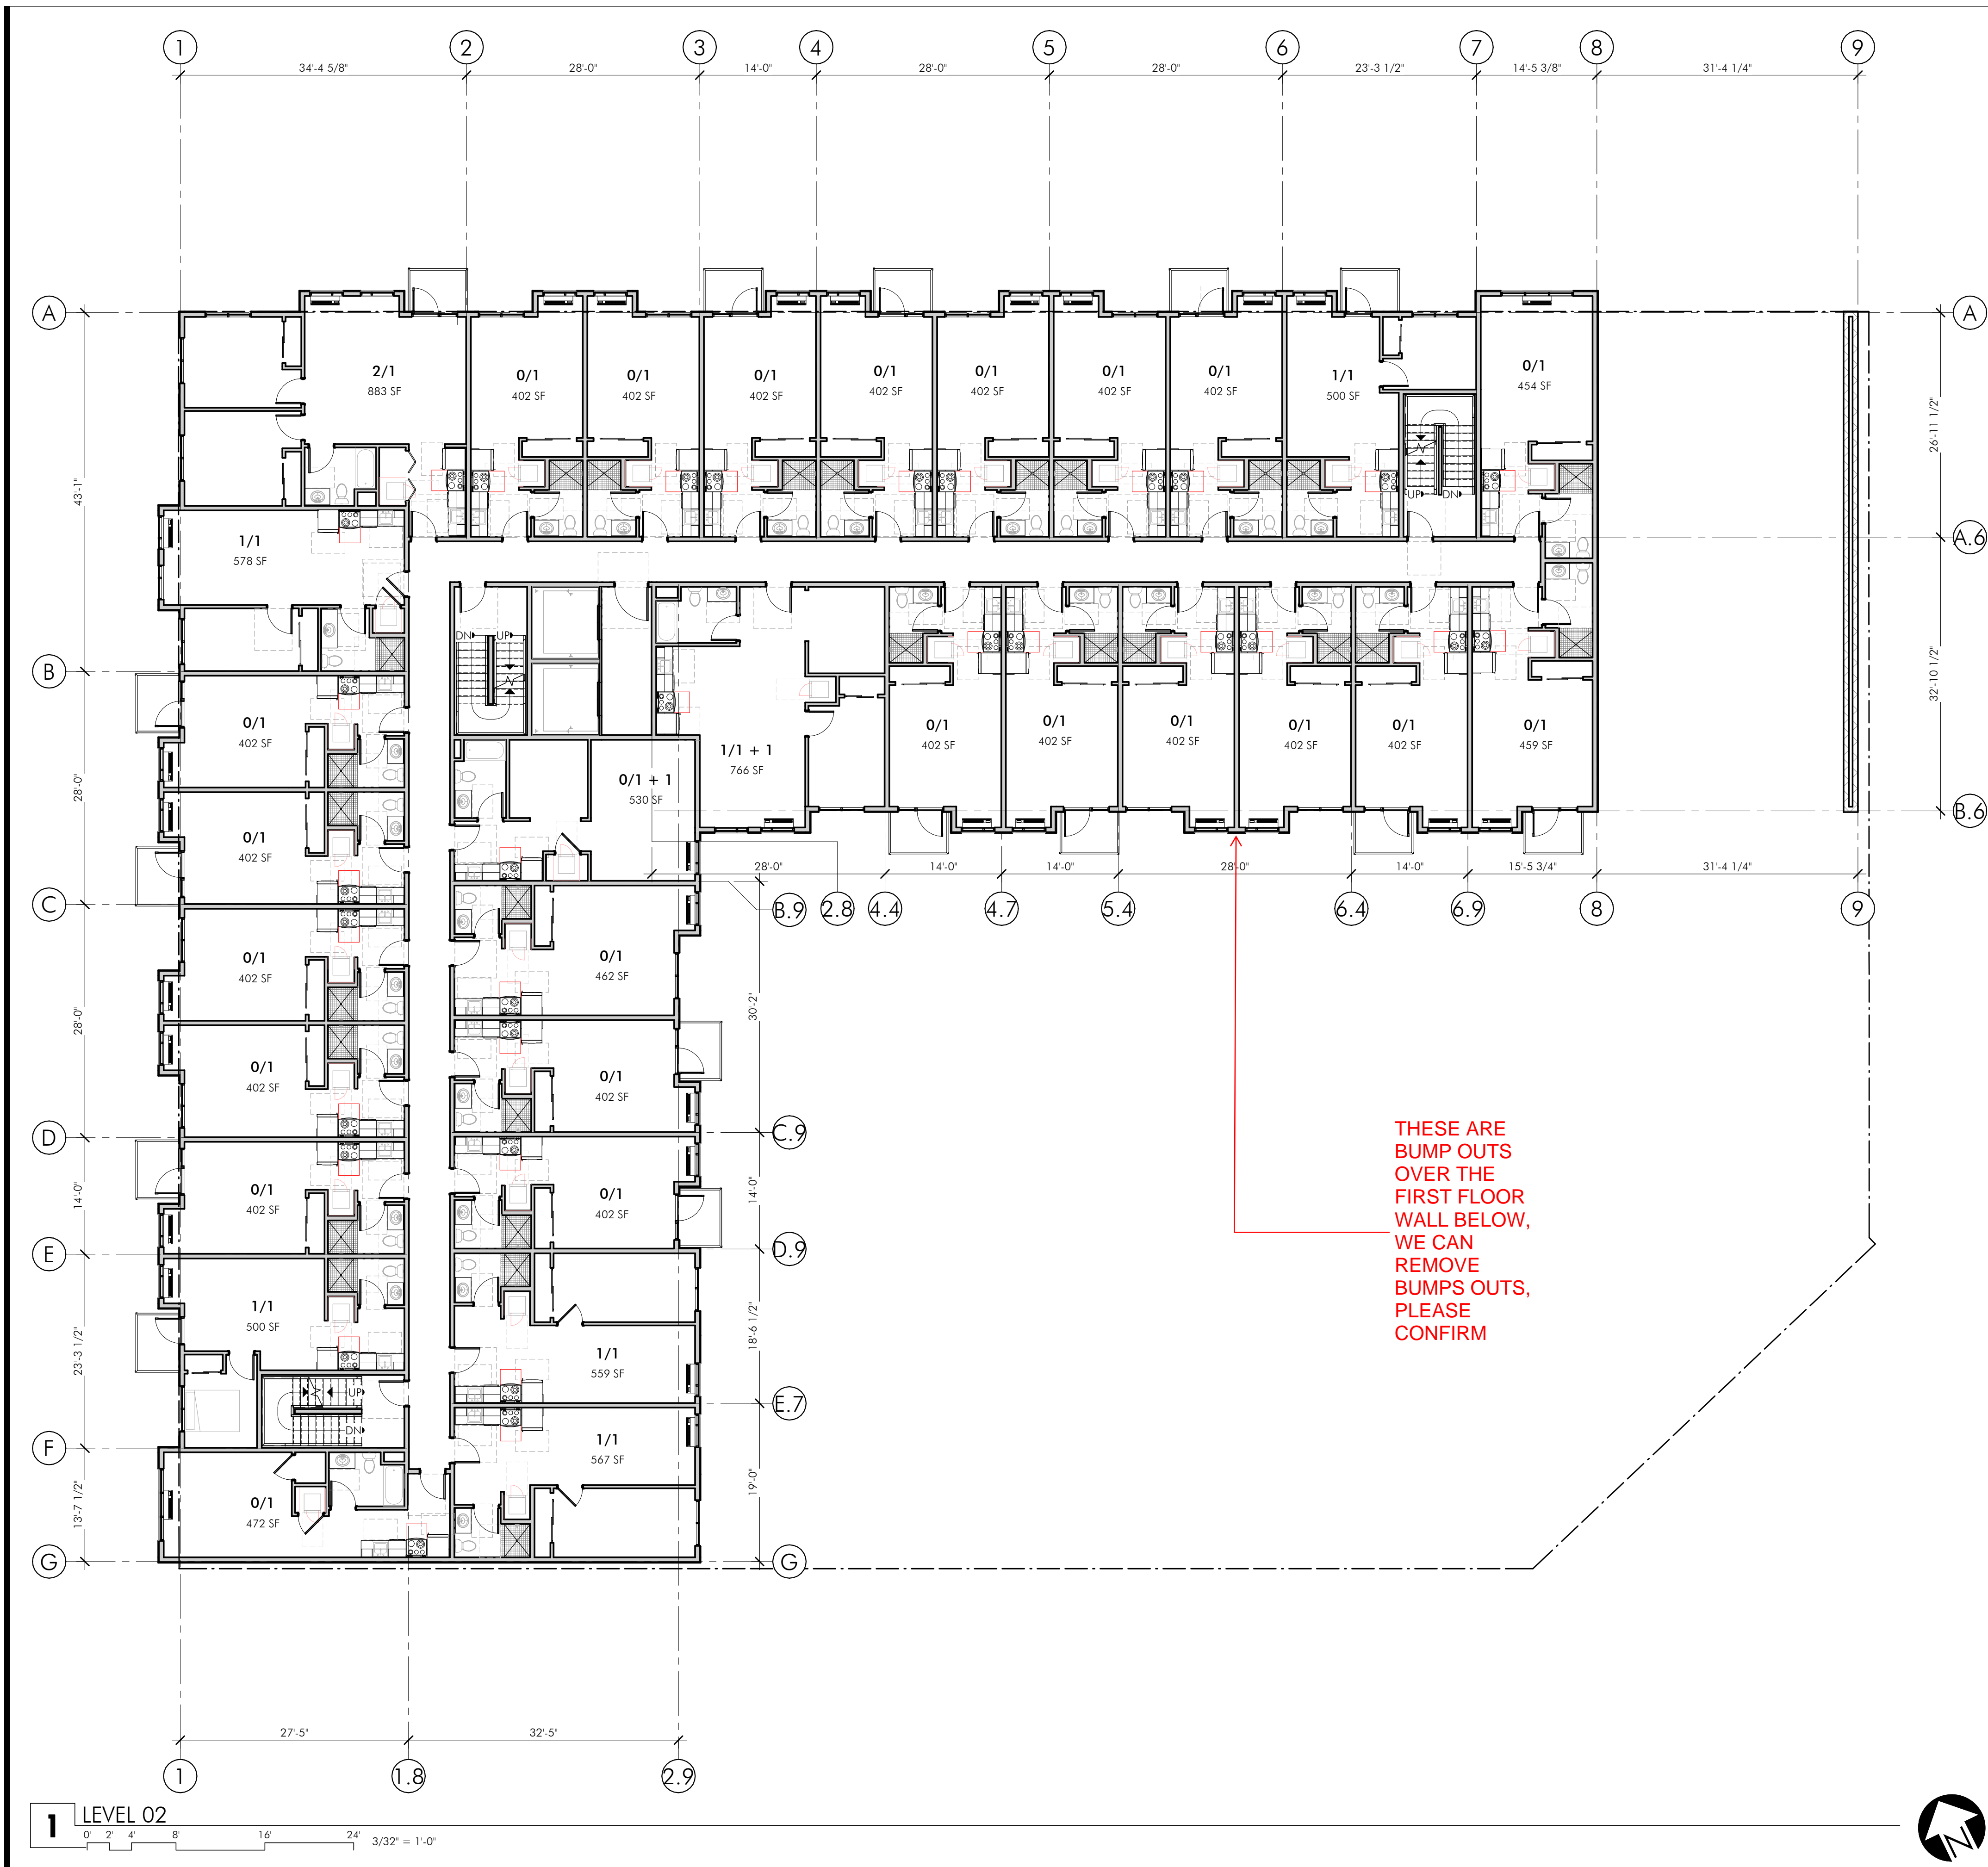 1 2 3 4 5 6 7 8 9
34'-4 5/8" 28'-0" 14'-0" 28'-0" 28'-0" 23'-3 1/2" 14'-5 3/8" 31'-4 1/4"
A A
2/1
883 SF
0/1
402 SF
0/1
402 SF
0/1
402 SF
0/1
402 SF
0/1
402 SF
0/1
402 SF
0/1
402 SF
1/1
500 SF
0/1
454 SF
26'-11 1/2"
43'-1"
UP DN
A.6
1/1
578 SF
DN UP
B
32'-10 1/2"
0/1
402 SF
0/1 + 1
530 SF
1/1 + 1
766 SF
0/1
402 SF
0/1
402 SF
0/1
402 SF
0/1
402 SF
0/1
402 SF
0/1
459 SF
28'-0"
B.6
0/1
402 SF
28'-0" 14'-0" 14'-0" 28'-0" 14'-0" 15'-5 3/4" 31'-4 1/4"
C
B.9 2.8 4.4 4.7 5.4 6.4 6.9 8 9
0/1
402 SF
0/1
462 SF
28'-0"
30'-2"
0/1
402 SF
0/1
402 SF
D
C.9
0/1
402 SF
0/1
402 SF
14'-0"
14'-0"
E
D.9
THESE ARE
BUMP OUTS
OVER THE
FIRST FLOOR
WALL BELOW,
WE CAN
REMOVE
BUMPS OUTS,
PLEASE
CONFIRM
1/1
500 SF
1/1
559 SF
23'-3 1/2"
18'-6 1/2"
UP
DN
E.7
F
1/1
567 SF
0/1
472 SF
13'-7 1/2"
19'-0"
G G
27'-5" 32'-5"
1 1.8 2.9
1 LEVEL 02
0' 2' 4' 8' 16' 24' 3/32" = 1'-0"
N